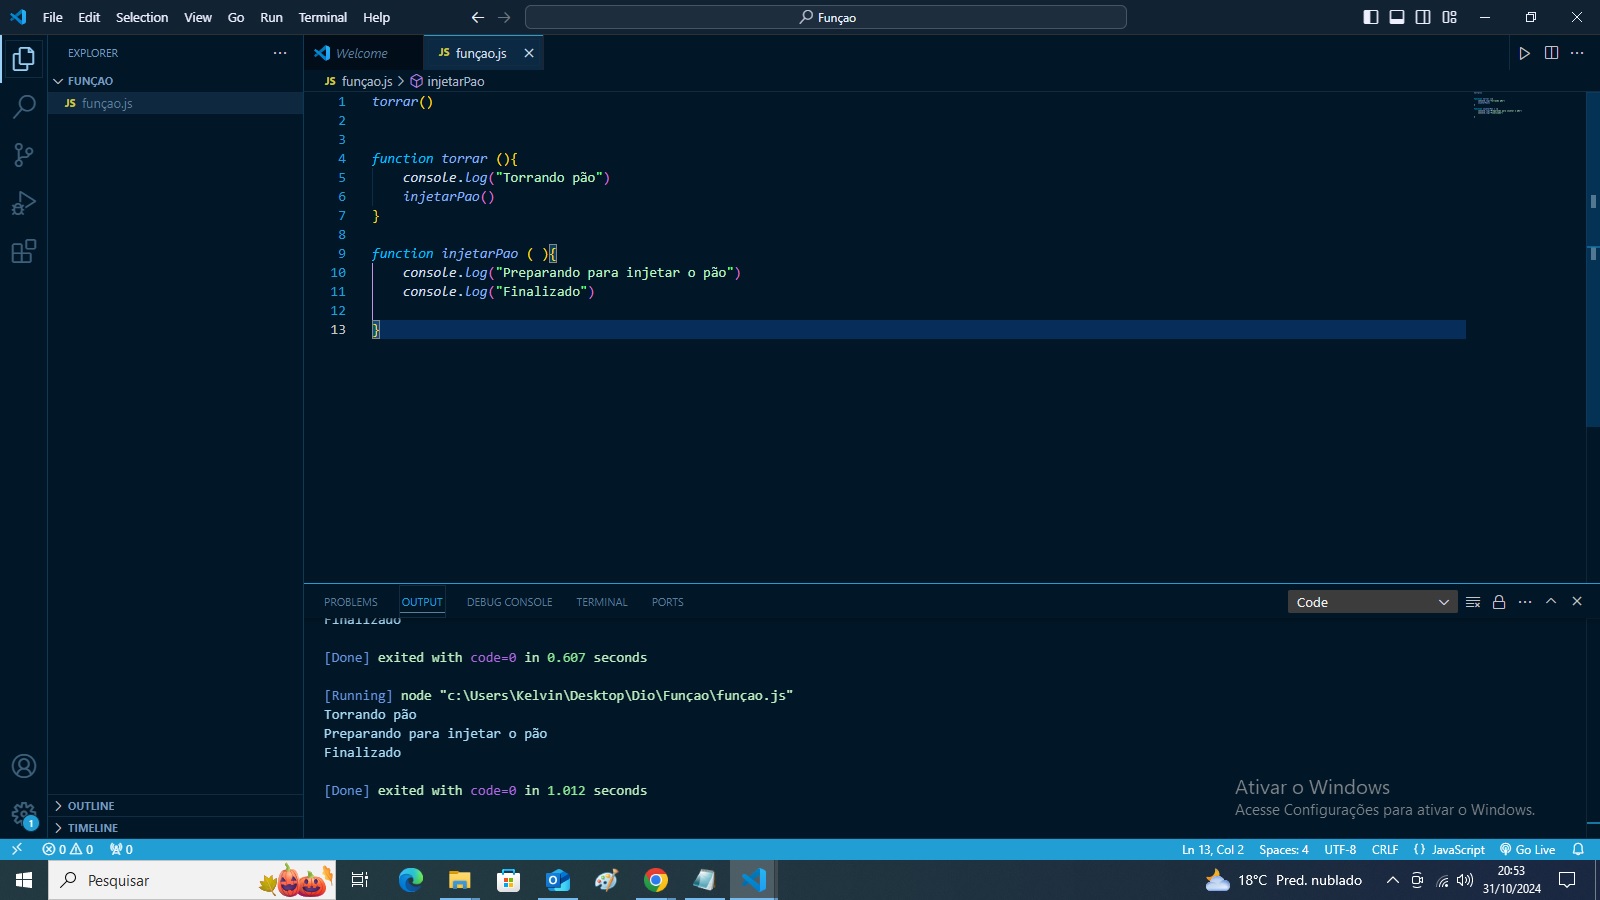 File Edit Selection View Go Run Terminal Help
Funçao
EXPLORER
FUNÇAO
JS funçao.js
OUTLINE
TIMELINE
Welcome
JS funçao.js
JS funçao.js > injetarPao
1 torrar()
2
3
4 function torrar (){
5 console.log("Torrando pão")
6 injetarPao()
7 }
8
9 function injetarPao ( ){
10 console.log("Preparando para injetar o pão")
11 console.log("Finalizado")
12
13 }
PROBLEMS OUTPUT DEBUG CONSOLE TERMINAL PORTS
Code
Finalizado
[Done] exited with code=0 in 0.607 seconds
[Running] node "c:\Users\Kelvin\Desktop\Dio\Funçao\funçao.js"
Torrando pão
Preparando para injetar o pão
Finalizado
[Done] exited with code=0 in 1.012 seconds
Ativar o Windows
Acesse Configurações para ativar o Windows.
1
0 0 0
Ln 13, Col 2 Spaces: 4 UTF-8 CRLF {} JavaScript Go Live
Pesquisar
18°C Pred. nublado
20:53
31/10/2024